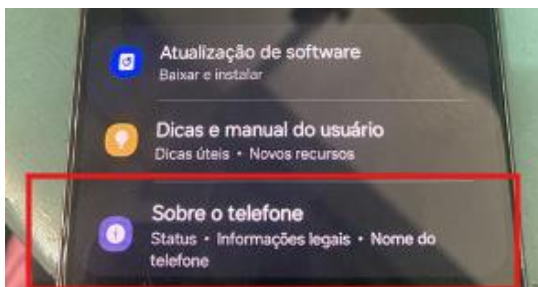 Atualização de software
Baixar e instalar
Dicas e manual do usuário
Dicas úteis • Novos recursos
Sobre o telefone
Status • Informações legais • Nome do
telefone